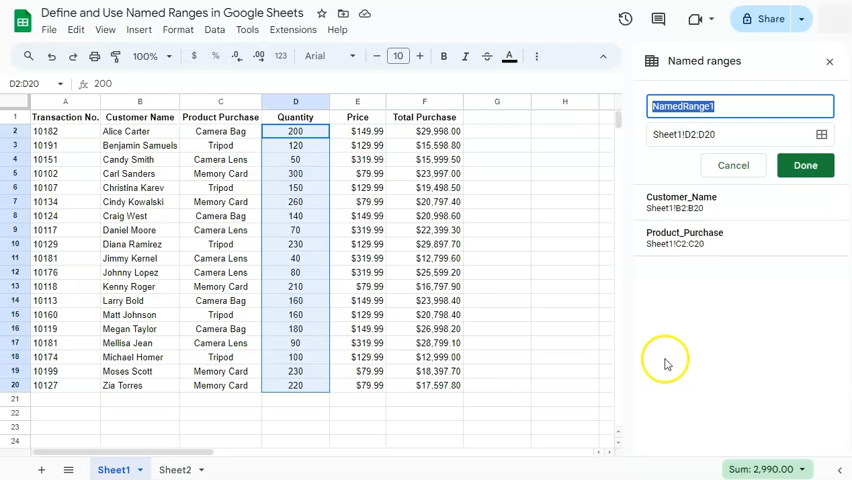 Define and Use Named Ranges in Google Sheets
File Edit View Insert Format Data Tools Extensions Help
Share
100% $ % .0 .00 123 Arial 10 B I S A
Named ranges
D2:D20 fx 200
NamedRange1
Sheet1!D2:D20
Cancel Done
Customer_Name
Sheet1!B2:B20
Product_Purchase
Sheet1!C2:C20
A B C D E F G H
1 Transaction No. Customer Name Product Purchase Quantity Price Total Purchase
2 10182 Alice Carter Camera Bag 200 $149.99 $29,998.00
3 10191 Benjamin Samuels Tripod 120 $129.99 $15,598.80
4 10151 Candy Smith Camera Lens 50 $319.99 $15,999.50
5 10102 Carl Sanders Memory Card 300 $79.99 $23,997.00
6 10107 Christina Karev Tripod 150 $129.99 $19,498.50
7 10134 Cindy Kowalski Memory Card 260 $79.99 $20,797.40
8 10124 Craig West Camera Bag 140 $149.99 $20,998.60
9 10117 Daniel Moore Camera Lens 70 $319.99 $22,399.30
10 10129 Diana Ramirez Tripod 230 $129.99 $29,897.70
11 10181 Jimmy Kernel Camera Lens 40 $319.99 $12,799.60
12 10176 Johnny Lopez Camera Lens 80 $319.99 $25,599.20
13 10118 Kenny Roger Memory Card 210 $79.99 $16,797.90
14 10113 Larry Bold Camera Bag 160 $149.99 $23,998.40
15 10160 Matt Johnson Tripod 160 $129.99 $20,798.40
16 10119 Megan Taylor Camera Bag 180 $149.99 $26,998.20
17 10181 Mellisa Jean Camera Lens 90 $319.99 $28,799.10
18 10174 Michael Homer Tripod 100 $129.99 $12,999.00
19 10199 Moses Scott Memory Card 230 $79.99 $18,397.70
20 10127 Zia Torres Memory Card 220 $79.99 $17,597.80
21
22
23
24
Sheet1 Sheet2 Sum: 2,990.00